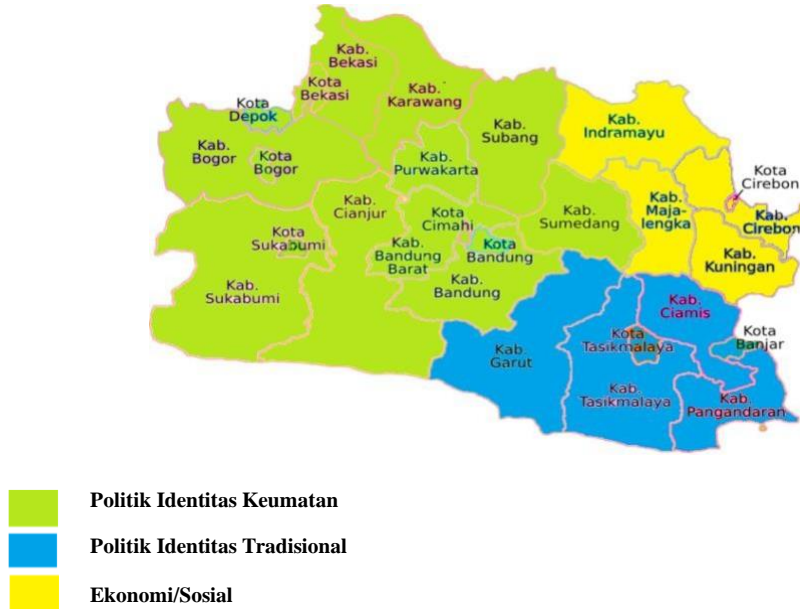 Kab.
Bekasi
Kota
Bekasi
Kab.
Karawang
Kota
Depok
Kab.
Subang
Kab.
Indramayu
Kab.
Bogor
Kota
Bogor
Kab.
Purwakarta
Kota
Cirebon
Kab.
Cianjur
Kota
Cimahi
Kab.
Sumedang
Kab.
Maja-
lengka
Kab.
Cirebon
Kota
Sukabumi
Kab.
Bandung
Barat
Kota
Bandung
Kab.
Kuningan
Kab.
Sukabumi
Kab.
Bandung
Kab.
Ciamis
Kota
Tasikmalaya
Kota
Banjar
Kab.
Garut
Kab.
Tasikmalaya
Kab.
Pangandaran
Politik Identitas Keumatan
Politik Identitas Tradisional
Ekonomi/Sosial